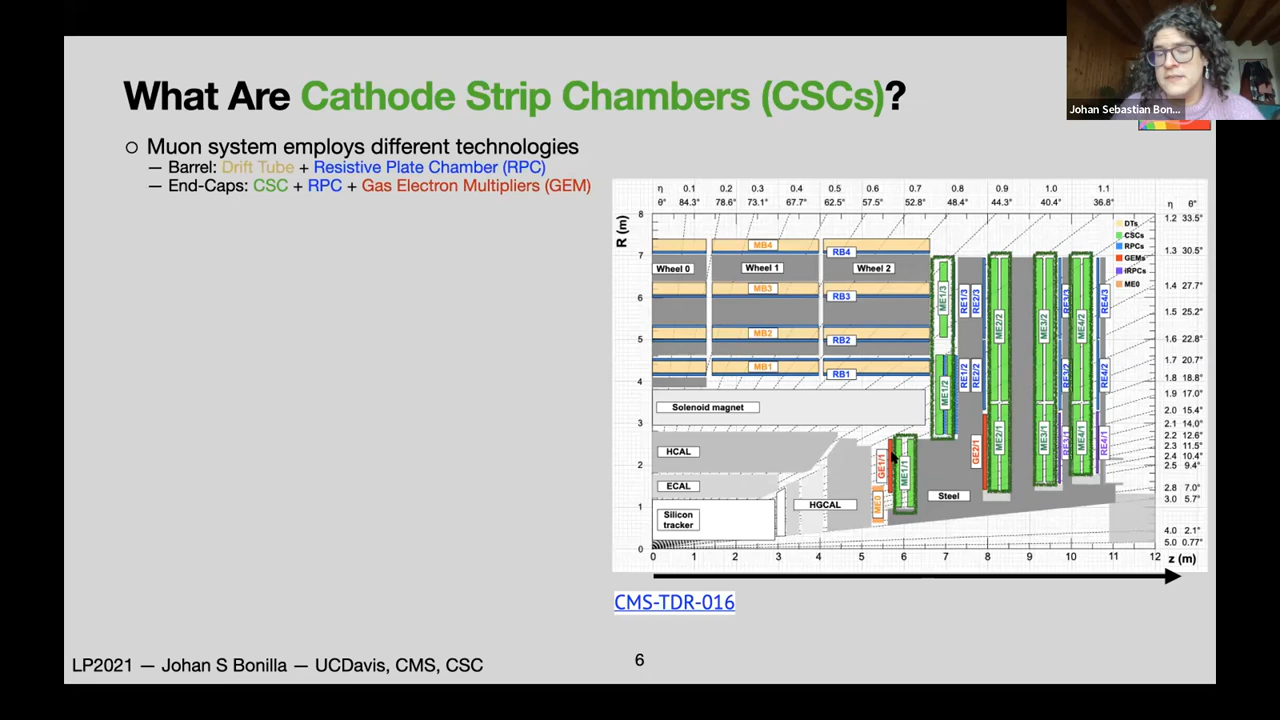 Johan Sebastian Bon...
What Are Cathode Strip Chambers (CSCs)?
Muon system employs different technologies
— Barrel: Drift Tube + Resistive Plate Chamber (RPC)
— End-Caps: CSC + RPC + Gas Electron Multipliers (GEM)
η 0.1 0.2 0.3 0.4 0.5 0.6 0.7 0.8 0.9 1.0 1.1
θ° 84.3° 78.6° 73.1° 67.7° 62.5° 57.5° 52.8° 48.4° 44.3° 40.4° 36.8° η θ°
R (m)
8
7
6
5
4
3
2
1
0
MB4
RB4
Wheel 0
Wheel 1
Wheel 2
MB3
RB3
MB2
RB2
MB1
RB1
Solenoid magnet
HCAL
ECAL
Silicon
tracker
HGCAL
Steel
ME0
GE1/1
ME1/1
ME1/2
ME1/3
RE1/3
RE2/3
RE1/2
RE2/2
GE2/1
ME2/2
ME2/1
ME3/2
ME3/1
RE3/3
RE3/2
RE3/1
ME4/2
ME4/1
RE4/3
RE4/2
RE4/1
DTs
CSCs
RPCs
GEMs
iRPCs
ME0
1.2 33.5°
1.3 30.5°
1.4 27.7°
1.5 25.2°
1.6 22.8°
1.7 20.7°
1.8 18.8°
1.9 17.0°
2.0 15.4°
2.1 14.0°
2.2 12.6°
2.3 11.5°
2.4 10.4°
2.5 9.4°
2.8 7.0°
3.0 5.7°
4.0 2.1°
5.0 0.77°
0 1 2 3 4 5 6 7 8 9 10 11 12 z (m)
CMS-TDR-016
LP2021 — Johan S Bonilla — UCDavis, CMS, CSC
6